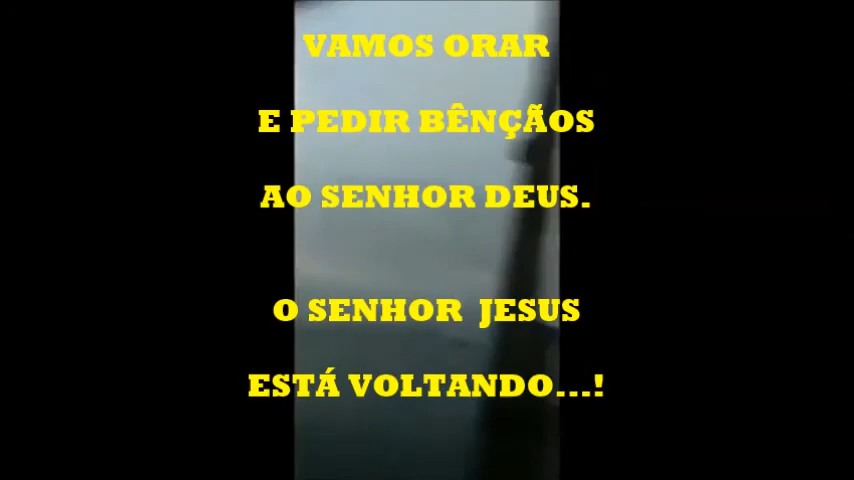 VAMOS ORAR
E PEDIR BÊNÇÃOS
AO SENHOR DEUS.
O SENHOR JESUS
ESTÁ VOLTANDO...!